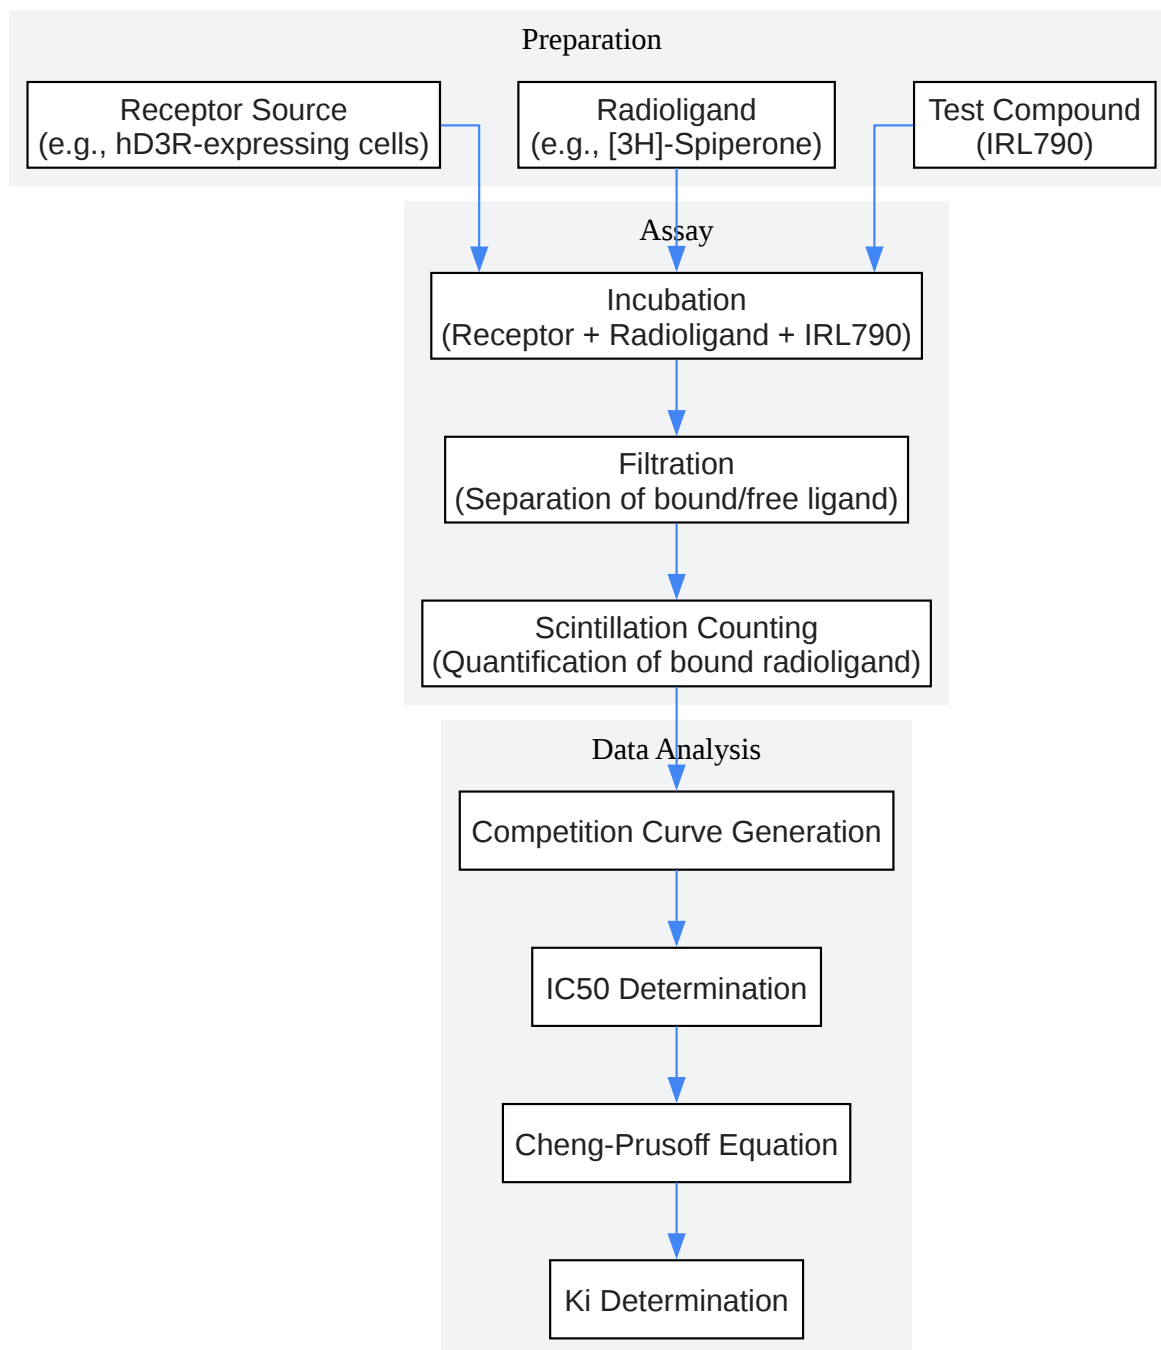 Preparation
Receptor Source
(e.g., hD3R-expressing cells)
Radioligand
(e.g., [3H]-Spiperone)
Test Compound
(IRL790)
Assay
Incubation
(Receptor + Radioligand + IRL790)
Filtration
(Separation of bound/free ligand)
Scintillation Counting
(Quantification of bound radioligand)
Data Analysis
Competition Curve Generation
IC50 Determination
Cheng-Prusoff Equation
Ki Determination